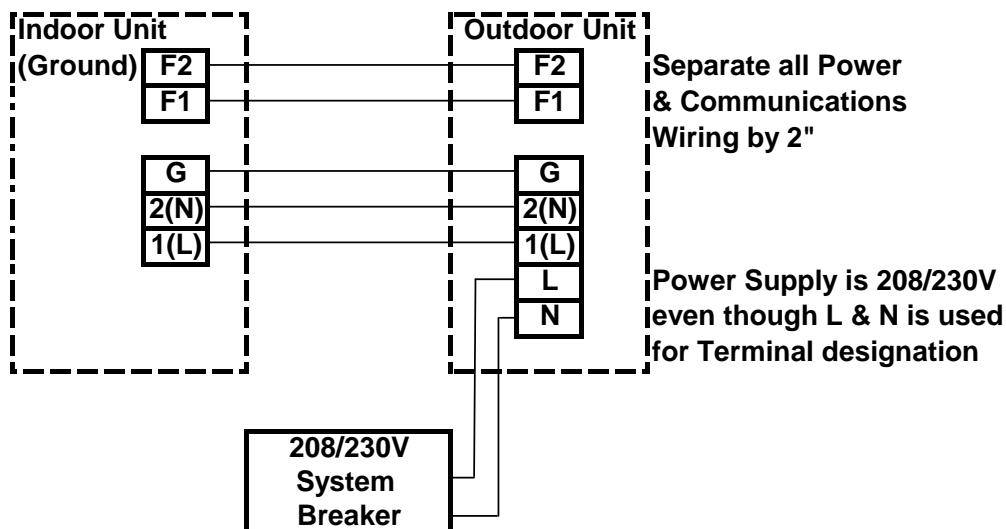 Indoor Unit
(Ground)
F2
F1
G
2(N)
1(L)
Outdoor Unit
F2
F1
G
2(N)
1(L)
L
N
Separate all Power
& Communications
Wiring by 2"
Power Supply is 208/230V
even though L & N is used
for Terminal designation
208/230V
System
Breaker